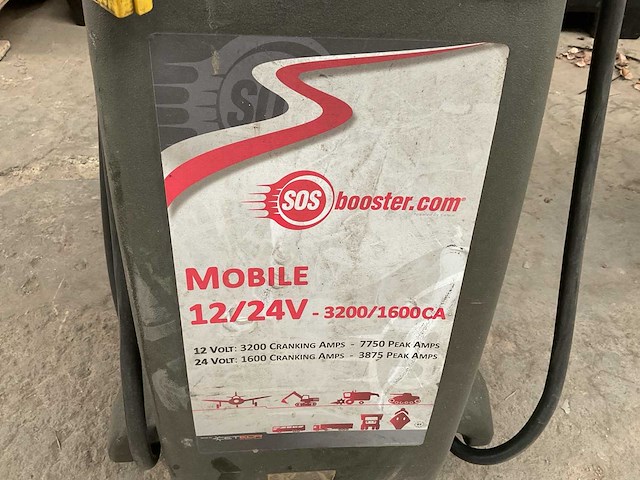 SOS
SOS booster.com
MOBILE
12/24V - 3200/1600CA
12 VOLT: 3200 CRANKING AMPS - 7750 PEAK AMPS
24 VOLT: 1600 CRANKING AMPS - 3875 PEAK AMPS